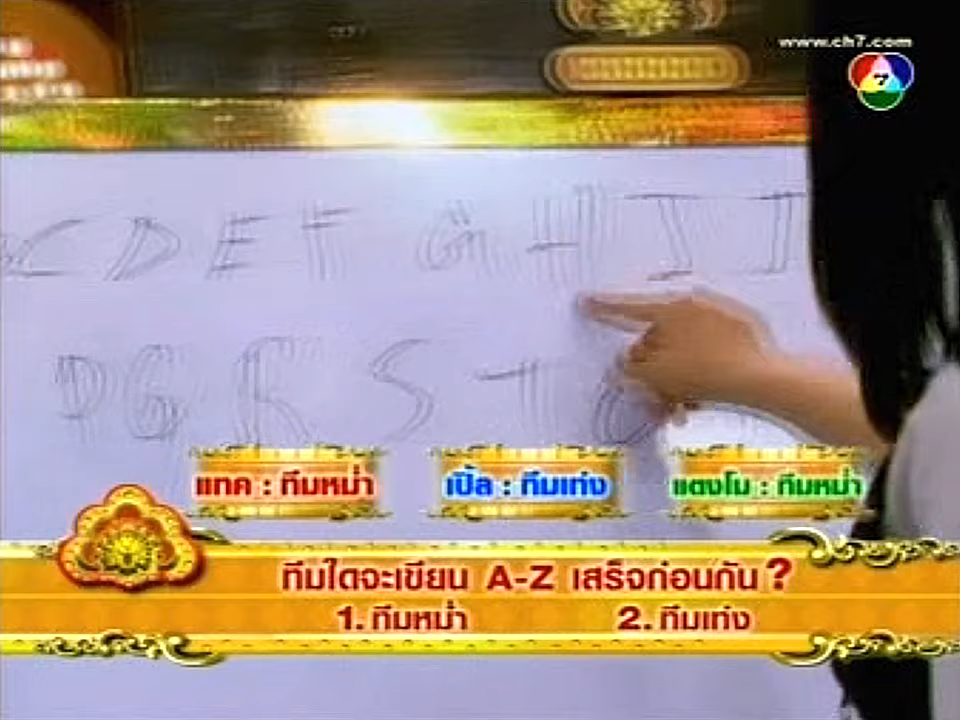 www.ch7.com
7
C D E F G H I J
P G R S T
แทค : ทีมหม่ำ
เปิ้ล : ทีมเท่ง
แตงโม : ทีมหม่ำ
ทีมใดจะเขียน A-Z เสร็จก่อนกัน ?
1. ทีมหม่ำ
2. ทีมเท่ง